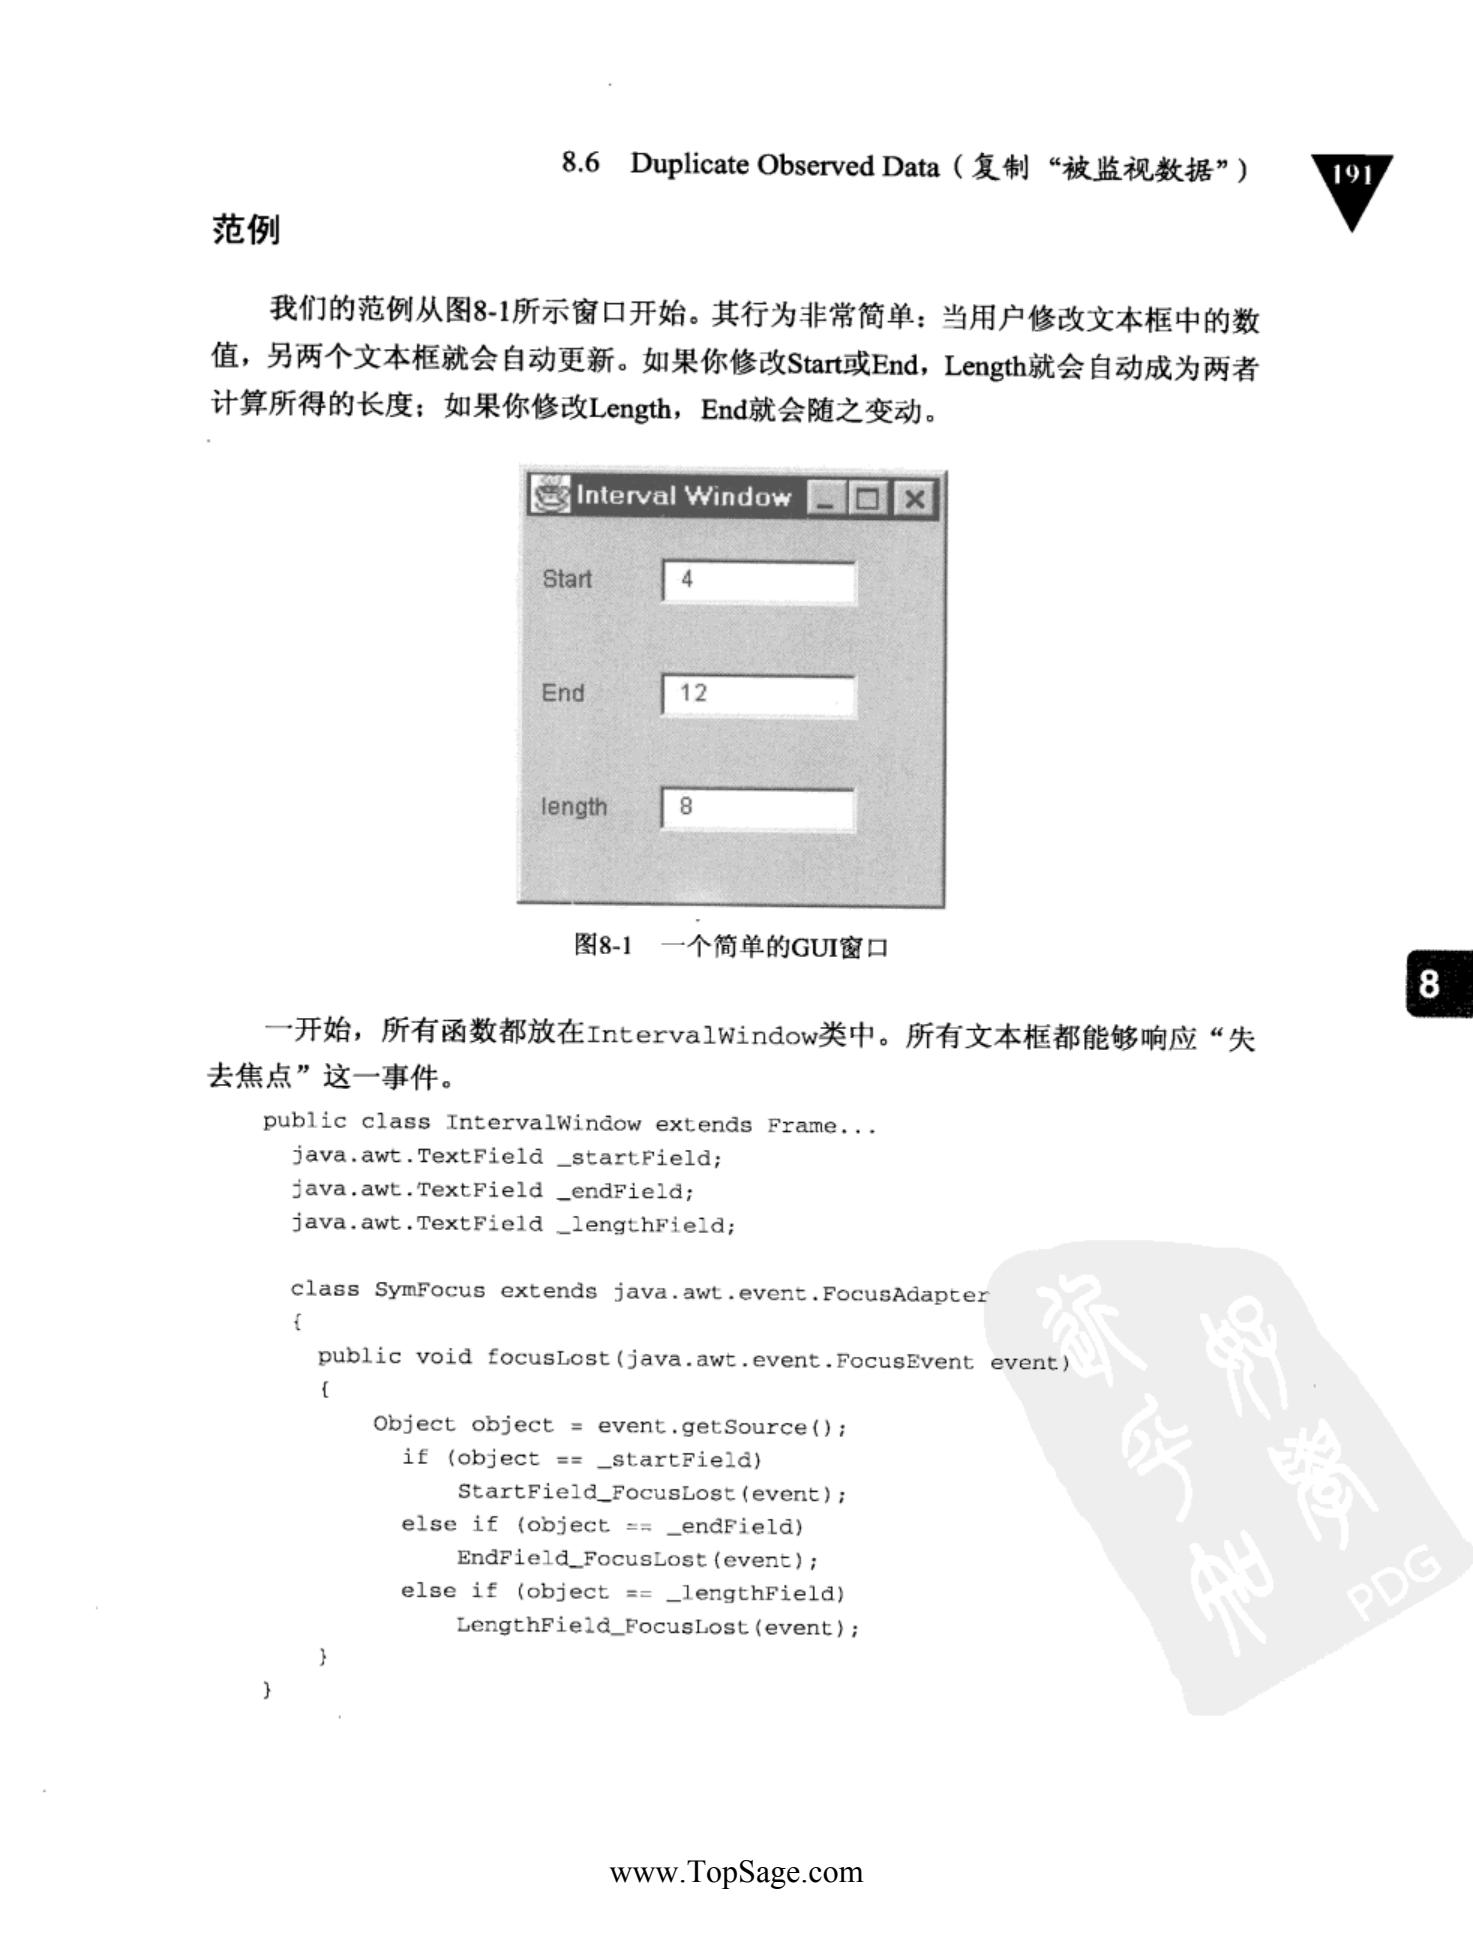 8.6 Duplicate Observed Data（复制“被监视数据”）
191
范例
我们的范例从图8-1所示窗口开始。其行为非常简单：当用户修改文本框中的数
值，另两个文本框就会自动更新。如果你修改Start或End，Length就会自动成为两者
计算所得的长度；如果你修改Length，End就会随之变动。
Interval Window
Start 4
End 12
length 8
图8-1 一个简单的GUI窗口
8
一开始，所有函数都放在IntervalWindow类中。所有文本框都能够响应“失
去焦点”这一事件。
public class IntervalWindow extends Frame...
java.awt.TextField _startField;
java.awt.TextField _endField;
java.awt.TextField _lengthField;
class SymFocus extends java.awt.event.FocusAdapter
{
public void focusLost(java.awt.event.FocusEvent event)
{
Object object = event.getSource();
if (object == _startField)
StartField_FocusLost(event);
else if (object == _endField)
EndField_FocusLost(event);
else if (object == _lengthField)
LengthField_FocusLost(event);
}
}
PDG
www.TopSage.com